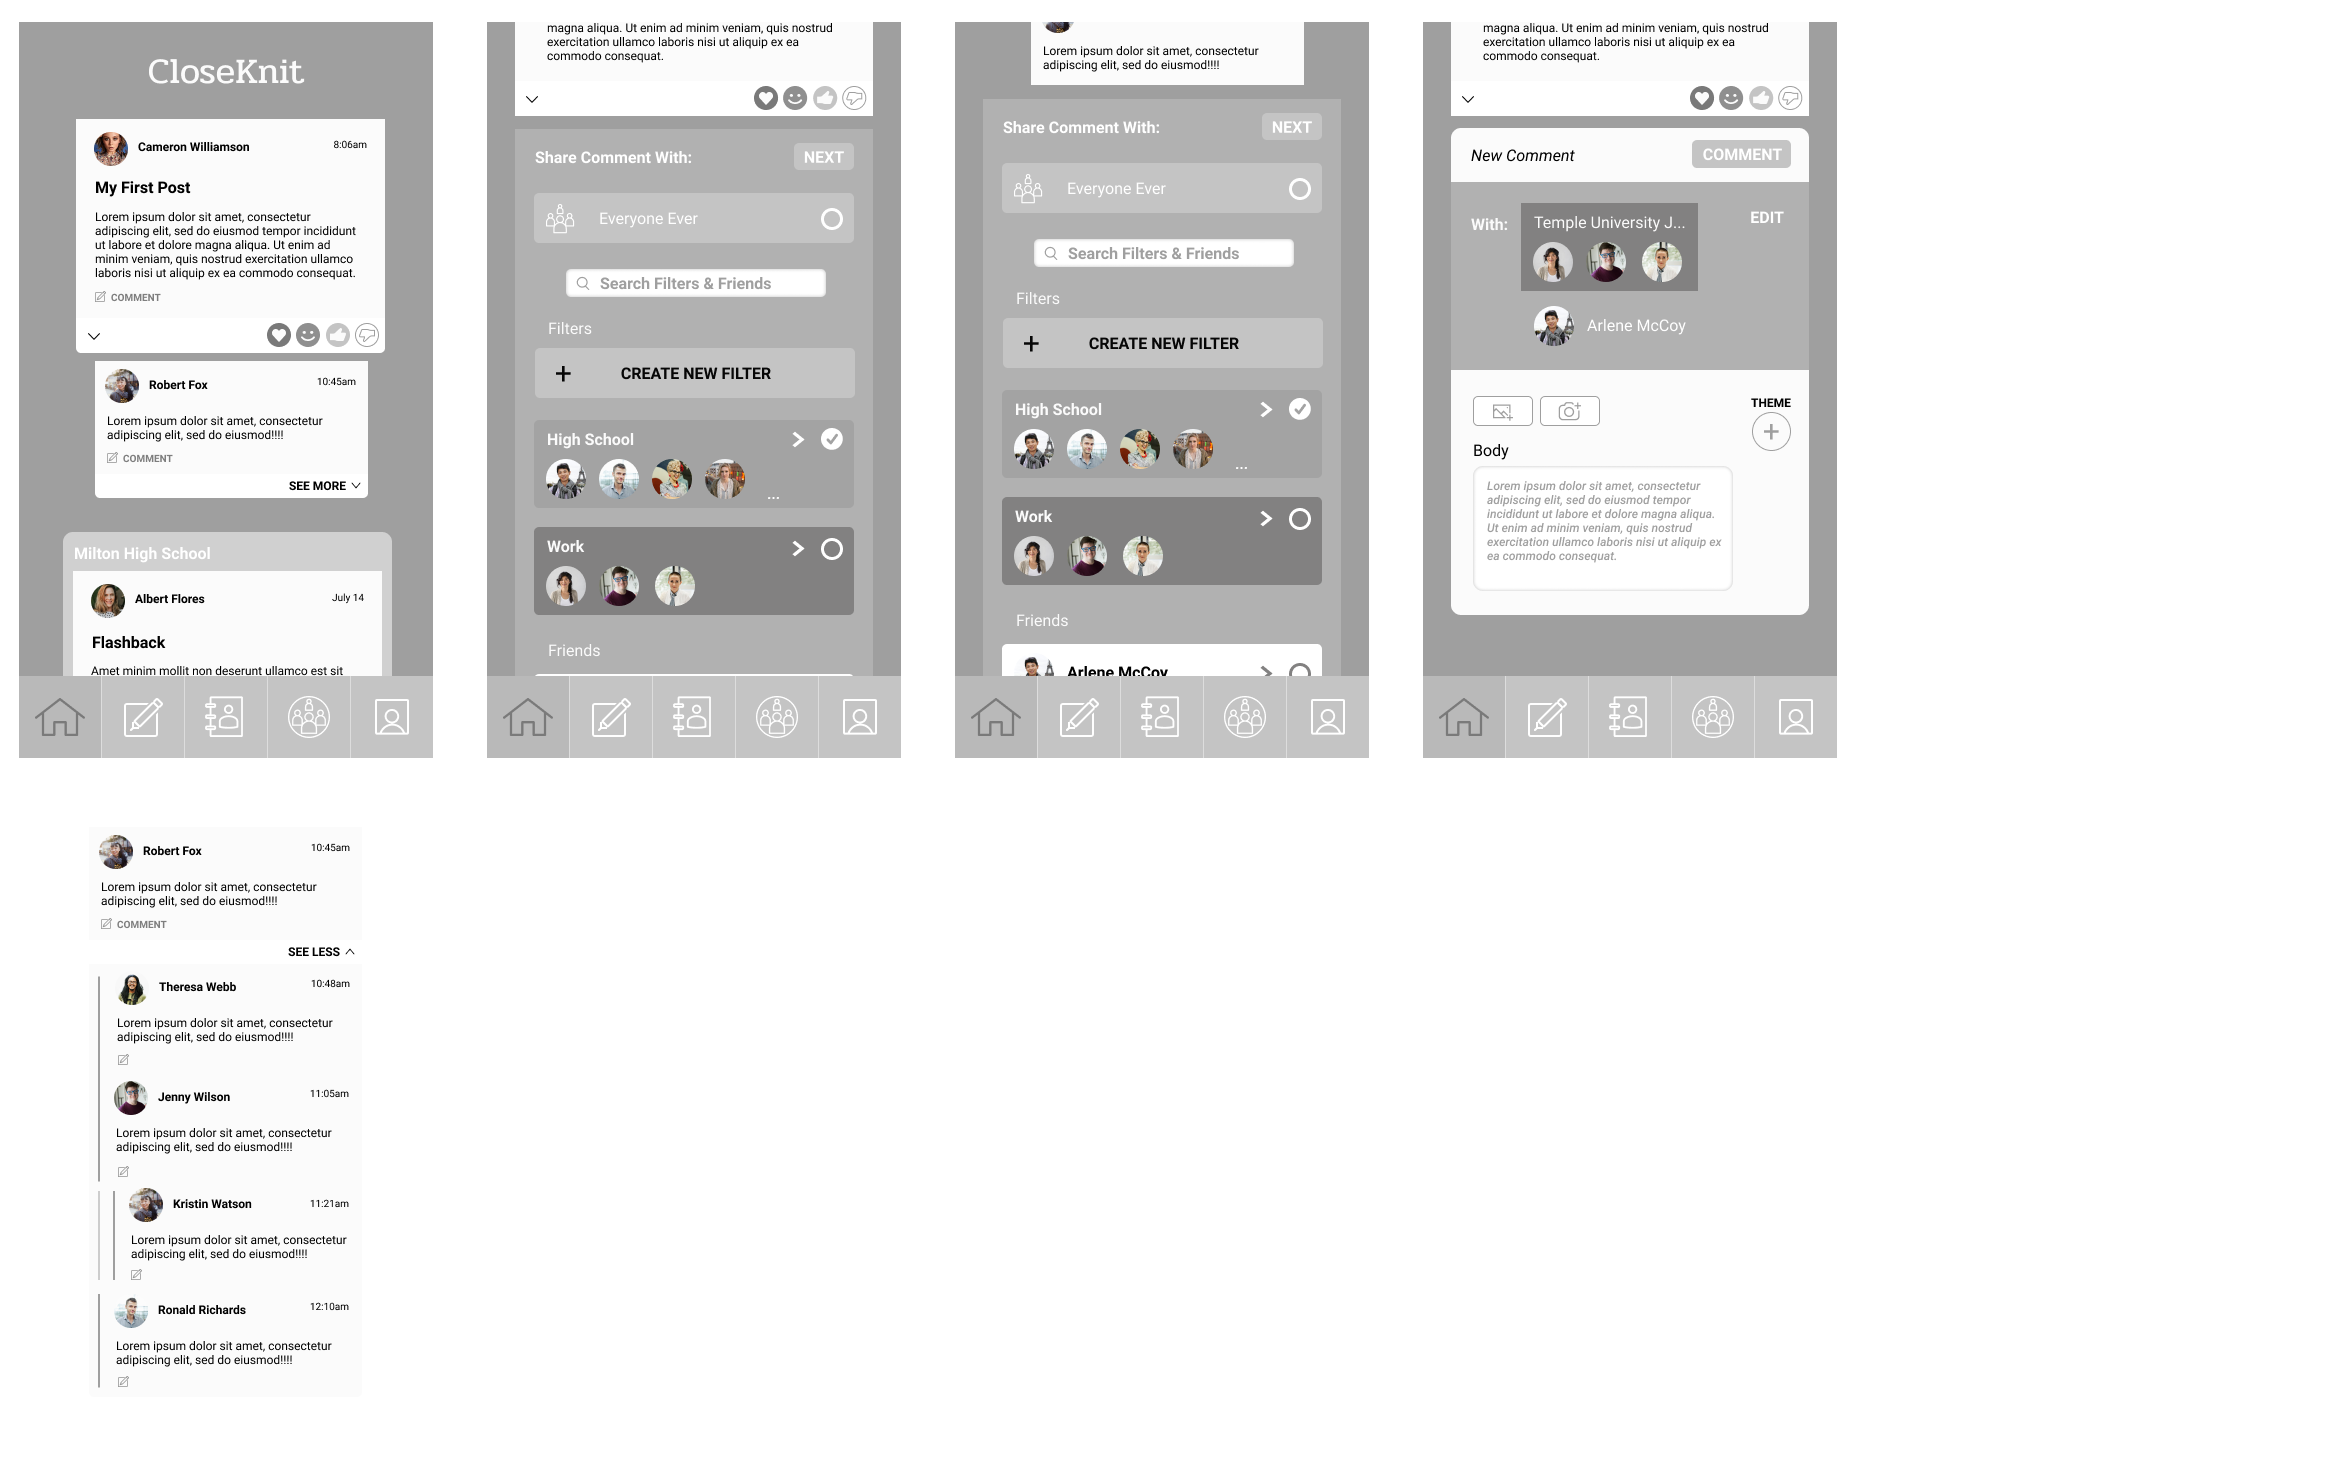 CloseKnit
Cameron Williamson
8:06am
My First Post
Lorem ipsum dolor sit amet, consectetur
adipiscing elit, sed do eiusmod tempor incididunt
ut labore et dolore magna aliqua. Ut enim ad
minim veniam, quis nostrud exercitation ullamco
laboris nisi ut aliquip ex ea commodo consequat.
COMMENT
Robert Fox
10:45am
Lorem ipsum dolor sit amet, consectetur
adipiscing elit, sed do eiusmod!!!!
COMMENT
SEE MORE
Milton High School
Albert Flores
July 14
Flashback
Amet minim mollit non deserunt ullamco est sit
magna aliqua. Ut enim ad minim veniam, quis nostrud
exercitation ullamco laboris nisi ut aliquip ex ea
commodo consequat.
Share Comment With:
NEXT
Everyone Ever
Search Filters & Friends
Filters
+ CREATE NEW FILTER
High School
...
Work
Friends
Lorem ipsum dolor sit amet, consectetur
adipiscing elit, sed do eiusmod!!!!
Share Comment With:
NEXT
Everyone Ever
Search Filters & Friends
Filters
+ CREATE NEW FILTER
High School
...
Work
Friends
Arlene McCoy
magna aliqua. Ut enim ad minim veniam, quis nostrud
exercitation ullamco laboris nisi ut aliquip ex ea
commodo consequat.
New Comment
COMMENT
With:
Temple University J...
EDIT
Arlene McCoy
THEME
Body
Lorem ipsum dolor sit amet, consectetur
adipiscing elit, sed do eiusmod tempor
incididunt ut labore et dolore magna aliqua.
Ut enim ad minim veniam, quis nostrud
exercitation ullamco laboris nisi ut aliquip ex
ea commodo consequat.
Robert Fox
10:45am
Lorem ipsum dolor sit amet, consectetur
adipiscing elit, sed do eiusmod!!!!
COMMENT
SEE LESS
Theresa Webb
10:48am
Lorem ipsum dolor sit amet, consectetur
adipiscing elit, sed do eiusmod!!!!
Jenny Wilson
11:05am
Lorem ipsum dolor sit amet, consectetur
adipiscing elit, sed do eiusmod!!!!
Kristin Watson
11:21am
Lorem ipsum dolor sit amet, consectetur
adipiscing elit, sed do eiusmod!!!!
Ronald Richards
12:10am
Lorem ipsum dolor sit amet, consectetur
adipiscing elit, sed do eiusmod!!!!